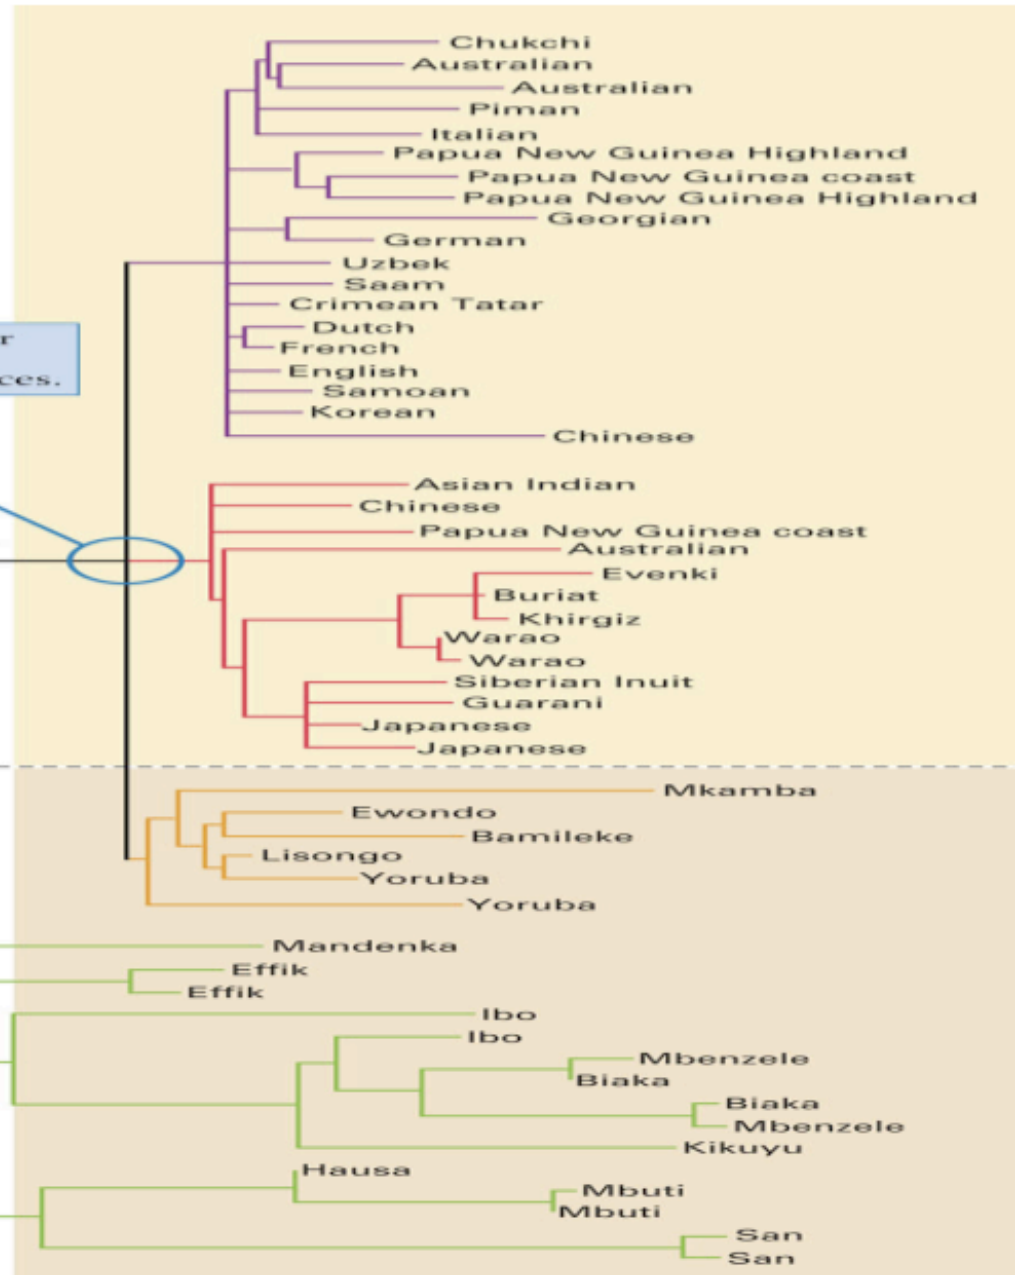 Chukchi
Australian
Australian
Piman
Italian
Papua New Guinea Highland
Papua New Guinea coast
Papua New Guinea Highland
Georgian
German
Uzbek
Saam
Crimean Tatar
r
Dutch
French
ces.
English
Samoan
Korean
Chinese
Asian Indian
Chinese
Papua New Guinea coast
Australian
Evenki
Buriat
Khirgiz
Warao
Warao
Siberian Inuit
Guarani
Japanese
Japanese
Mkamba
Ewondo
Bamileke
Lisongo
Yoruba
Yoruba
Mandenka
Effik
Effik
Ibo
Ibo
Mbenzele
Biaka
Biaka
Mbenzele
Kikuyu
Hausa
Mbuti
Mbuti
San
San